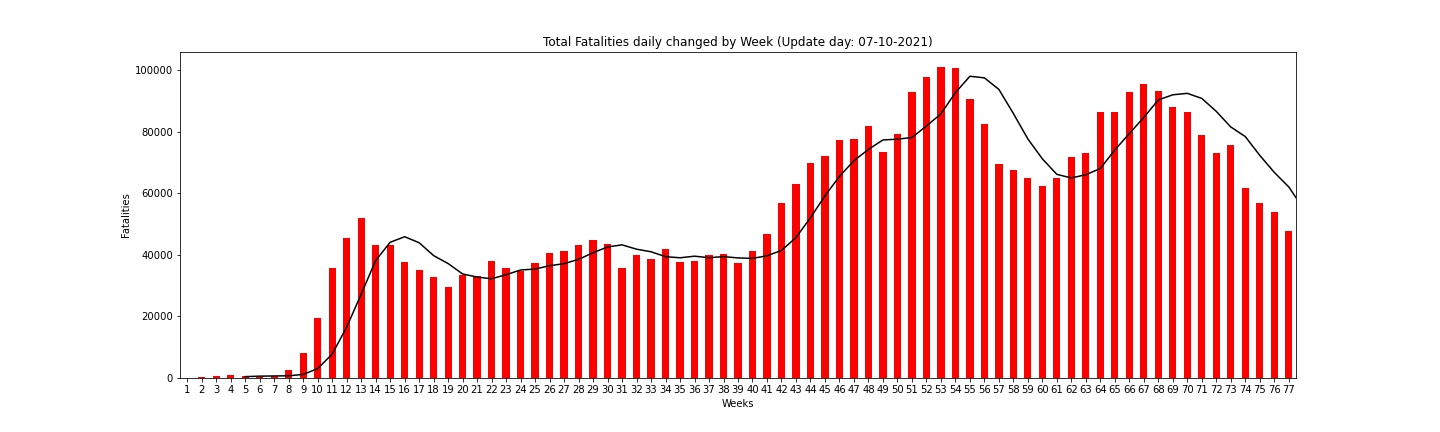 Total Fatalities daily changed by Week (Update day: 07-10-2021)
100000
80000
60000
40000
20000
0
Fatalities
1 2 3 4 5 6 7 8 9 10 11 12 13 14 15 16 17 18 19 20 21 22 23 24 25 26 27 28 29 30 31 32 33 34 35 36 37 38 39 40 41 42 43 44 45 46 47 48 49 50 51 52 53 54 55 56 57 58 59 60 61 62 63 64 65 66 67 68 69 70 71 72 73 74 75 76 77
Weeks